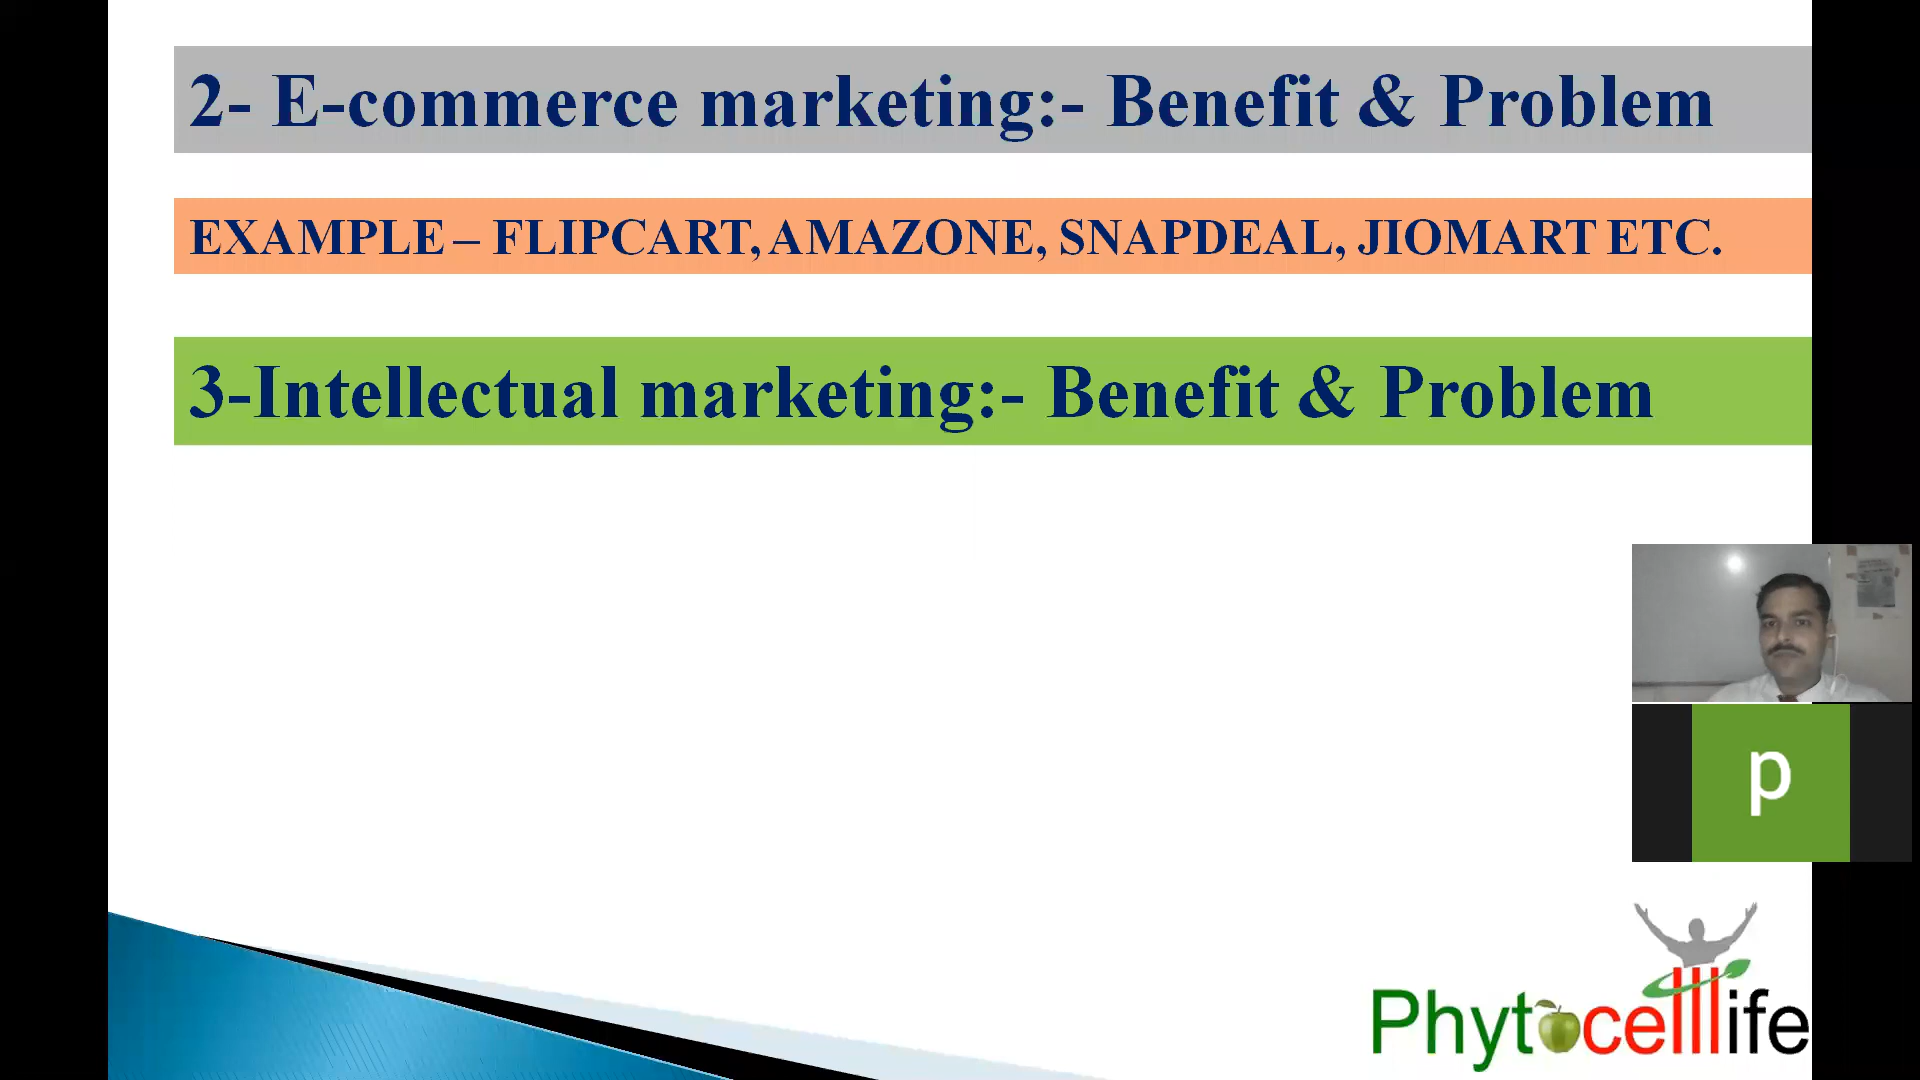 2- E-commerce marketing:- Benefit & Problem
EXAMPLE – FLIPCART, AMAZONE, SNAPDEAL, JIOMART ETC.
3-Intellectual marketing:- Benefit & Problem
p
Phytocelllife